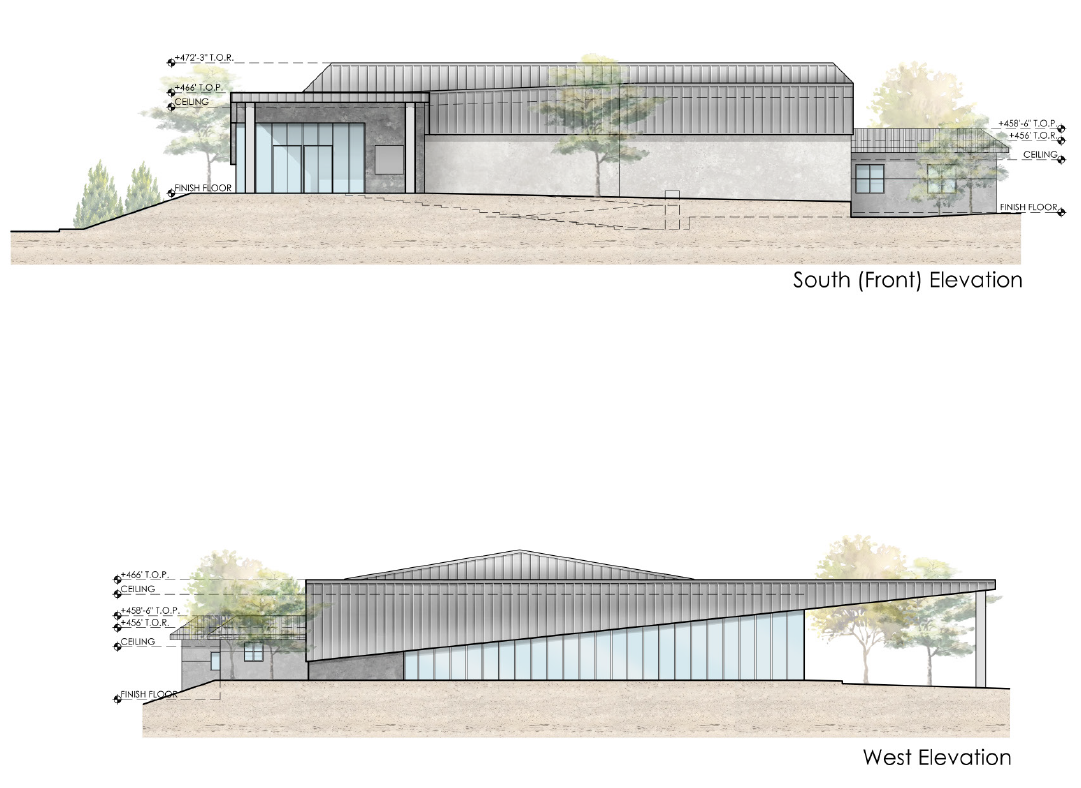 +472'-3" T.O.R.
+466' T.O.P.
CEILING
+458'-6" T.O.P.
+456' T.O.R.
CEILING
FINISH FLOOR
FINISH FLOOR
South (Front) Elevation
+466' T.O.P.
CEILING
+458'-6" T.O.P.
+456' T.O.R.
CEILING
FINISH FLOOR
West Elevation